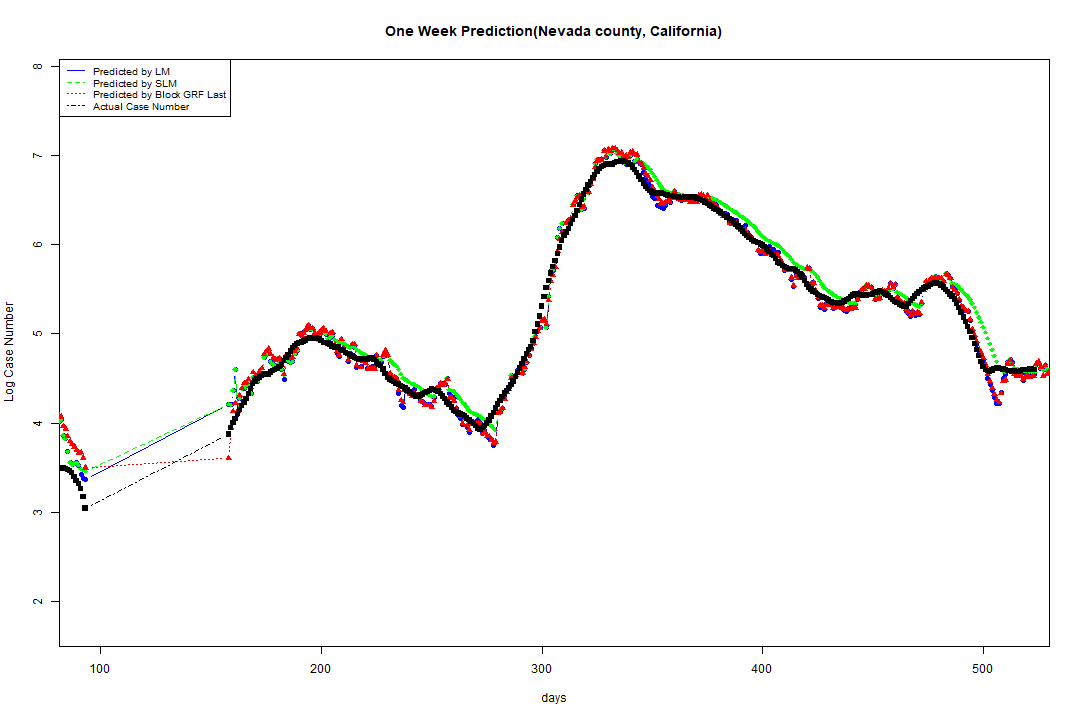 One Week Prediction(Nevada county, California)
Predicted by LM
Predicted by SLM
Predicted by Block GRF Last
Actual Case Number
8
7
6
5
4
3
2
Log Case Number
100 200 300 400 500
days